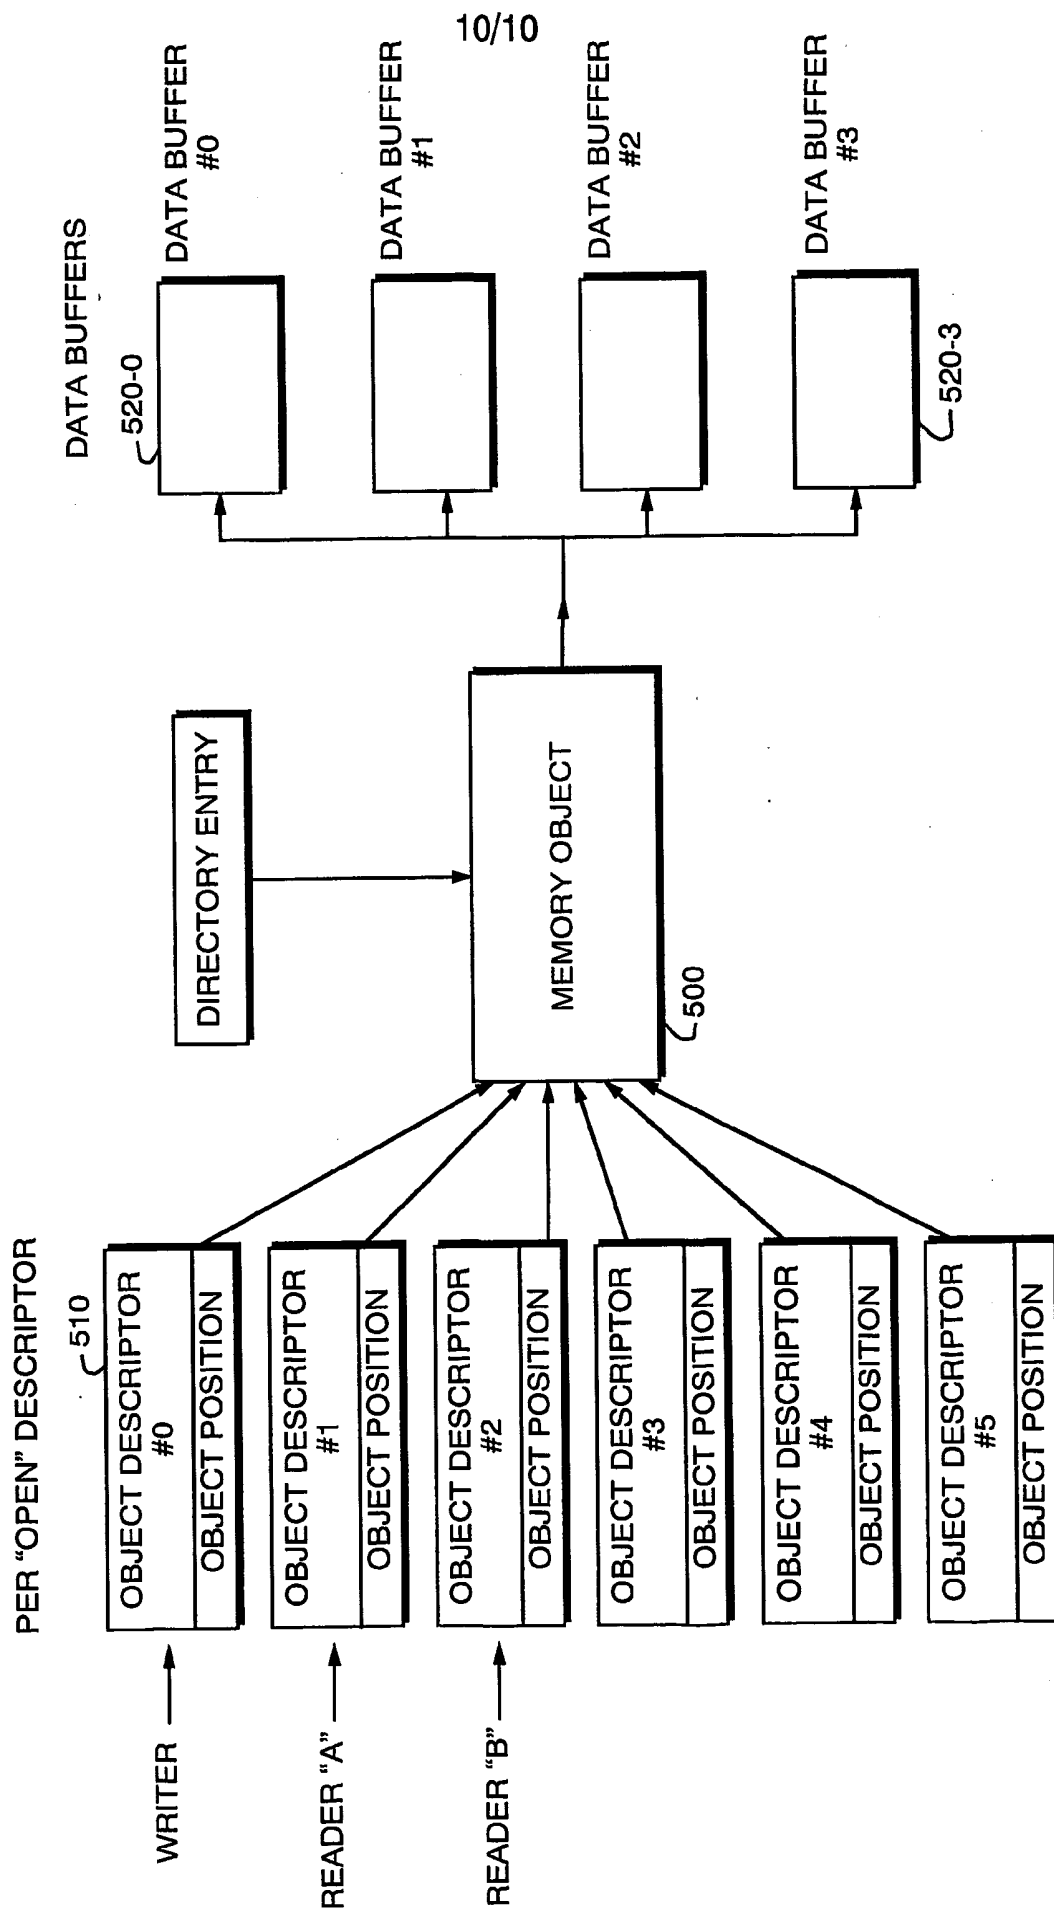 10/10
PER “OPEN” DESCRIPTOR
510
WRITER
OBJECT DESCRIPTOR
#0
OBJECT POSITION
READER “A”
OBJECT DESCRIPTOR
#1
OBJECT POSITION
READER “B”
OBJECT DESCRIPTOR
#2
OBJECT POSITION
OBJECT DESCRIPTOR
#3
OBJECT POSITION
OBJECT DESCRIPTOR
#4
OBJECT POSITION
OBJECT DESCRIPTOR
#5
OBJECT POSITION
DIRECTORY ENTRY
MEMORY OBJECT
500
DATA BUFFERS
520-0
DATA BUFFER
#0
DATA BUFFER
#1
DATA BUFFER
#2
DATA BUFFER
#3
520-3